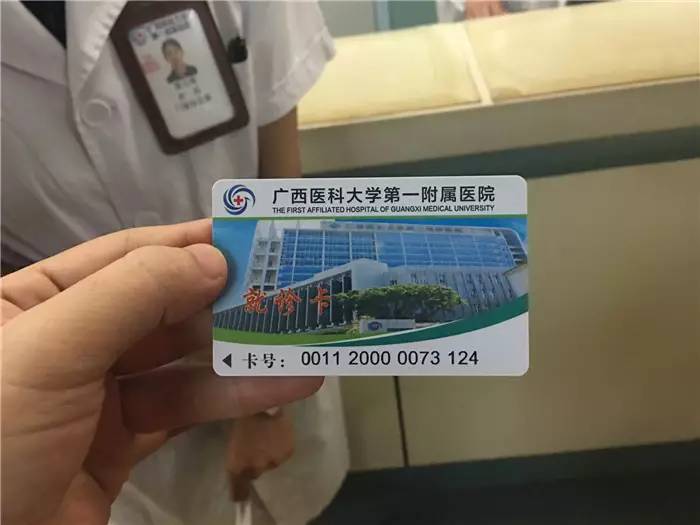 广西医科大学第一附属医院
THE FIRST AFFILIATED HOSPITAL OF GUANGXI MEDICAL UNIVERSITY
就诊卡
卡号: 0011 2000 0073 124